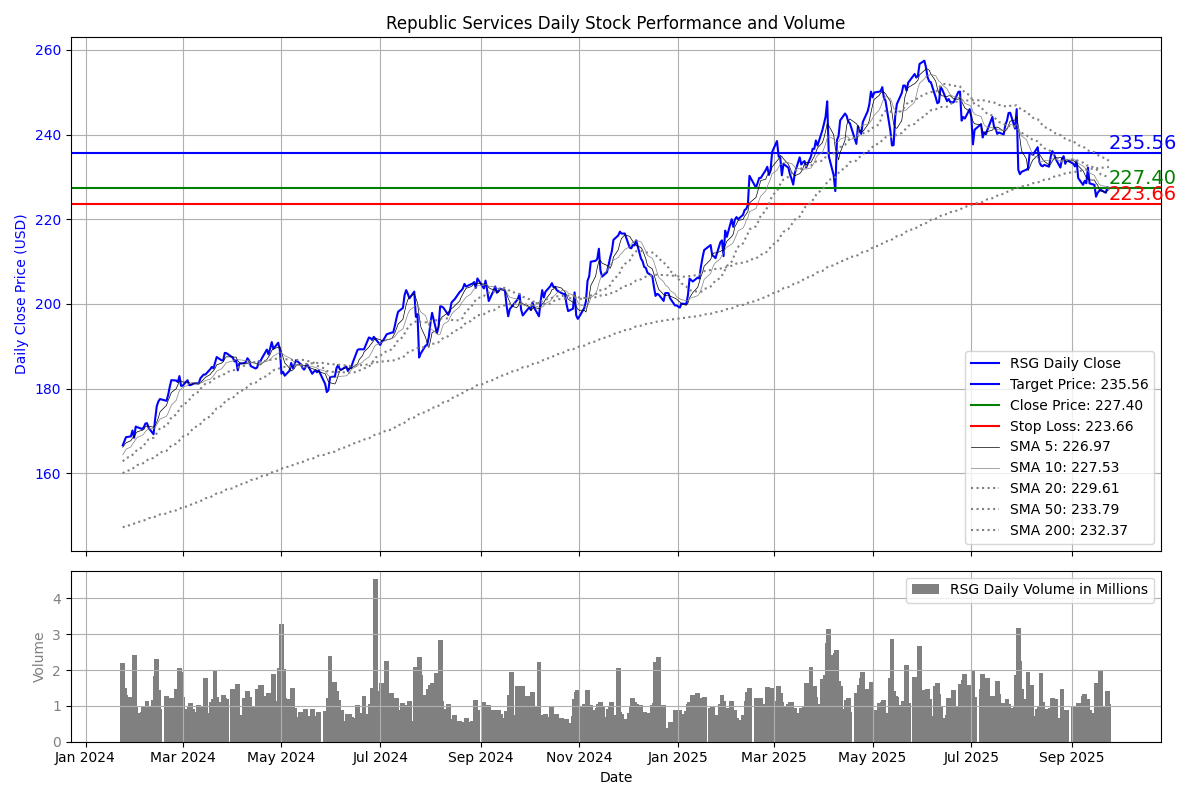 Republic Services Daily Stock Performance and Volume
260
240
220
200
180
160
Daily Close Price (USD)
235.56
227.40
223.66
RSG Daily Close
Target Price: 235.56
Close Price: 227.40
Stop Loss: 223.66
SMA 5: 226.97
SMA 10: 227.53
SMA 20: 229.61
SMA 50: 233.79
SMA 200: 232.37
4
3
2
1
0
Volume
RSG Daily Volume in Millions
Jan 2024 Mar 2024 May 2024 Jul 2024 Sep 2024 Nov 2024 Jan 2025 Mar 2025 May 2025 Jul 2025 Sep 2025
Date